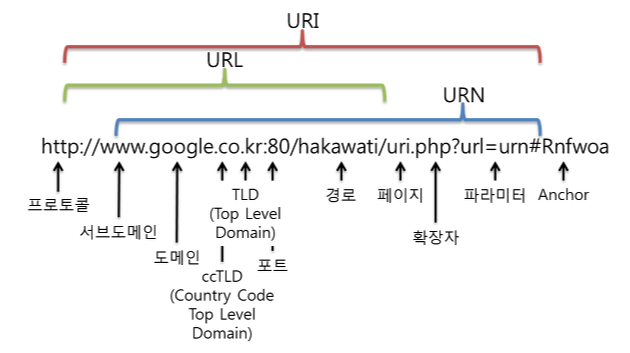 URI
URL
URN
http://www.google.co.kr:80/hakawati/uri.php?url=urn#Rnfwoa
프로토콜
서브도메인
도메인
TLD
(Top Level
Domain)
ccTLD
(Country Code
Top Level
Domain)
포트
경로
페이지
확장자
파라미터
Anchor